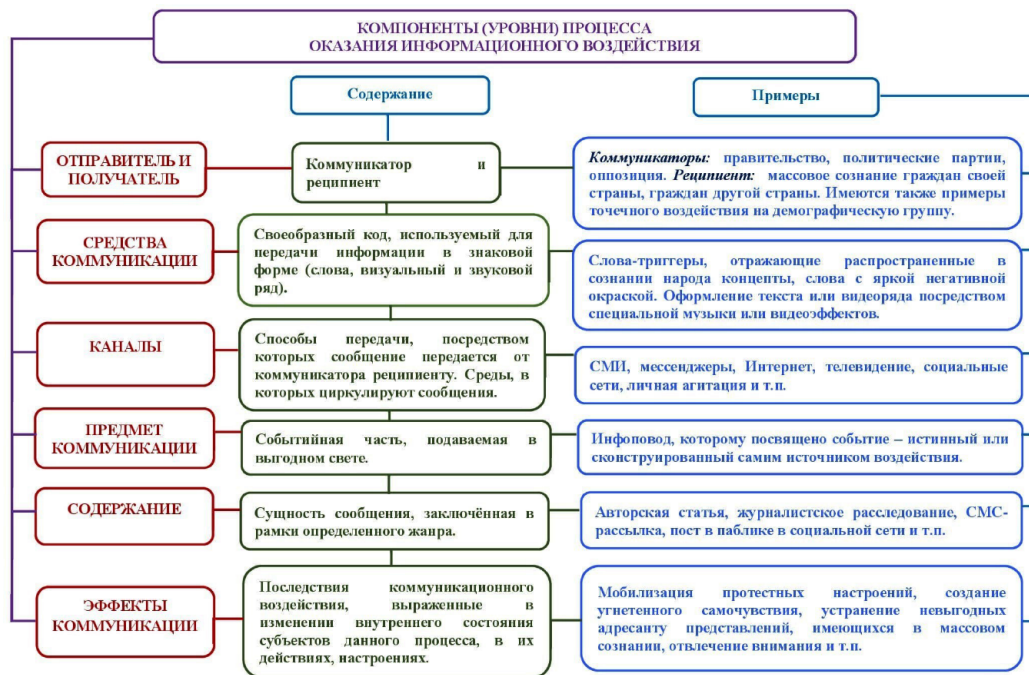 КОМПОНЕНТЫ (УРОВНИ) ПРОЦЕССА
ОКАЗАНИЯ ИНФОРМАЦИОННОГО ВОЗДЕЙСТВИЯ
Содержание
Примеры
ОТПРАВИТЕЛЬ И
ПОЛУЧАТЕЛЬ
Коммуникатор и
реципиент
Коммуникаторы: правительство, политические партии,
оппозиция. Реципиент: массовое сознание граждан своей
страны, граждан другой страны. Имеются также примеры
точечного воздействия на демографическую группу.
СРЕДСТВА
КОММУНИКАЦИИ
Своеобразный код, используемый для
передачи информации в знаковой
форме (слова, визуальный и звуковой
ряд).
Слова-триггеры, отражающие распространенные в
сознании народа концепты, слова с яркой негативной
окраской. Оформление текста или видеоряда посредством
специальной музыки или видеоэффектов.
КАНАЛЫ
Способы передачи, посредством
которых сообщение передается от
коммуникатора реципиенту. Среды, в
которых циркулируют сообщения.
СМИ, мессенджеры, Интернет, телевидение, социальные
сети, личная агитация и т.п.
ПРЕДМЕТ
КОММУНИКАЦИИ
Событийная часть, подаваемая в
выгодном свете.
Инфоповод, которому посвящено событие – истинный или
сконструированный самим источником воздействия.
СОДЕРЖАНИЕ
Сущность сообщения, заключённая в
рамки определенного жанра.
Авторская статья, журналистское расследование, СМС-
рассылка, пост в паблике в социальной сети и т.п.
ЭФФЕКТЫ
КОММУНИКАЦИИ
Последствия коммуникационного
воздействия, выраженные в
изменении внутреннего состояния
субъектов данного процесса, в их
действиях, настроениях.
Мобилизация протестных настроений, создание
угнетенного самочувствия, устранение невыгодных
адресанту представлений, имеющихся в массовом
сознании, отвлечение внимания и т.п.